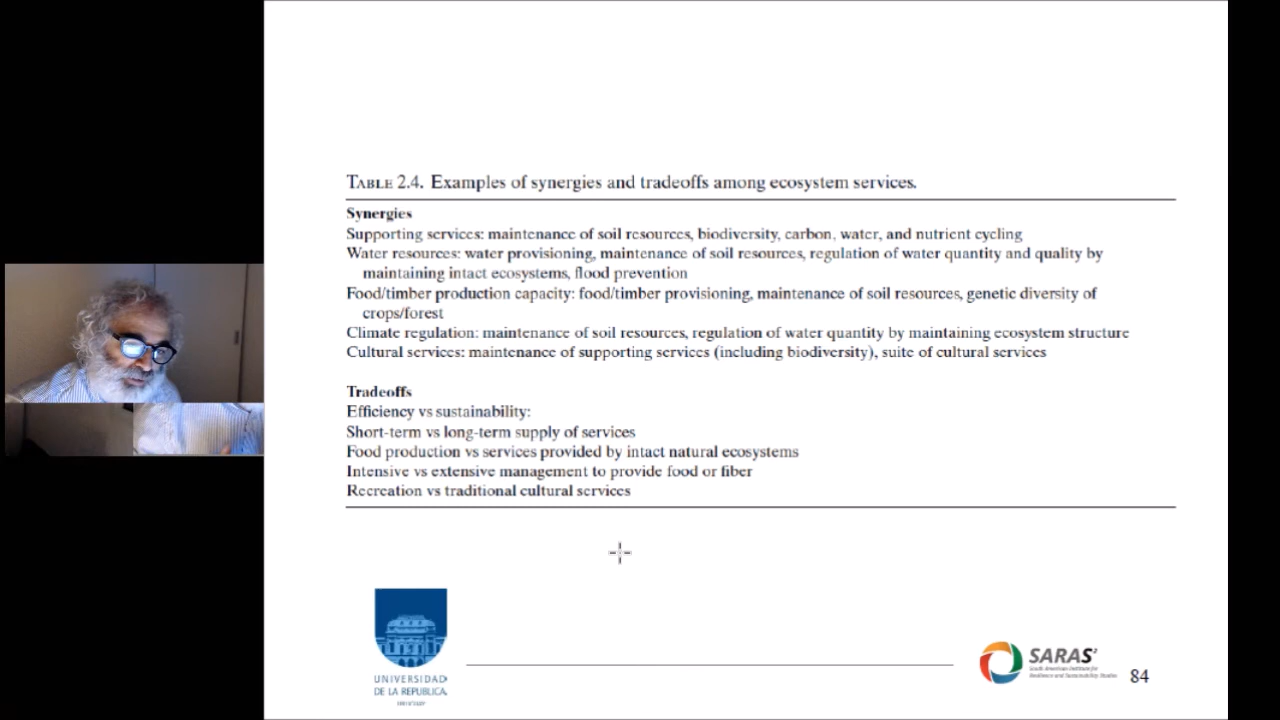 TABLE 2.4. Examples of synergies and tradeoffs among ecosystem services.
Synergies
Supporting services: maintenance of soil resources, biodiversity, carbon, water, and nutrient cycling
Water resources: water provisioning, maintenance of soil resources, regulation of water quantity and quality by
maintaining intact ecosystems, flood prevention
Food/timber production capacity: food/timber provisioning, maintenance of soil resources, genetic diversity of
crops/forest
Climate regulation: maintenance of soil resources, regulation of water quantity by maintaining ecosystem structure
Cultural services: maintenance of supporting services (including biodiversity), suite of cultural services
Tradeoffs
Efficiency vs sustainability:
Short-term vs long-term supply of services
Food production vs services provided by intact natural ecosystems
Intensive vs extensive management to provide food or fiber
Recreation vs traditional cultural services
UNIVERSIDAD
DE LA REPUBLICA
SARAS²
South American Institute for
Resilience and Sustainability Studies
84